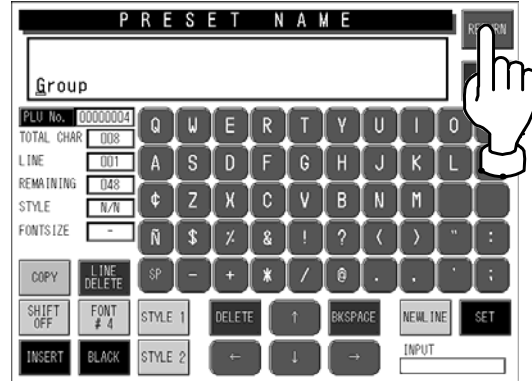 PRESET NAME
Group
PLU No. 00000004
TOTAL CHAR 008
LINE 001
REMAINING 048
STYLE N/N
FONTSIZE -
Q W E R T Y U I O
A S D F G H J K L
¢ Z X C V B N M
Ñ $ % & ! ? < > " :
SP - + * / @ ' ;
COPY LINE DELETE
SHIFT OFF FONT # 4 STYLE 1 DELETE ↑ BKSPACE NEWLINE SET
INSERT BLACK STYLE 2 ← ↓ → INPUT